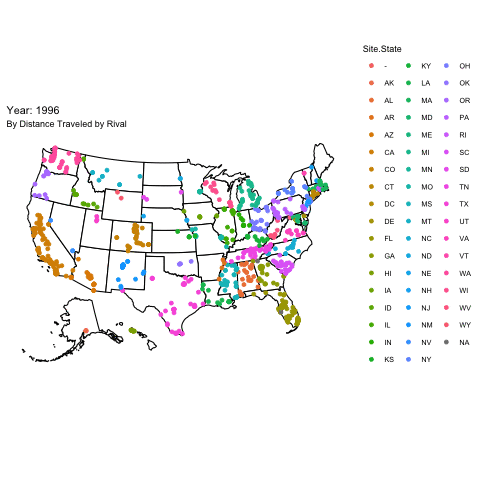 Site.State
- KY OH
AK LA OK
AL MA OR
AR MD PA
AZ ME RI
CA MI SC
CO MN SD
CT MO TN
DC MS TX
DE MT UT
FL NC VA
GA ND VT
HI NE WA
IA NH WI
ID NJ WV
IL NM WY
IN NV NA
KS NY
Year: 1996
By Distance Traveled by Rival